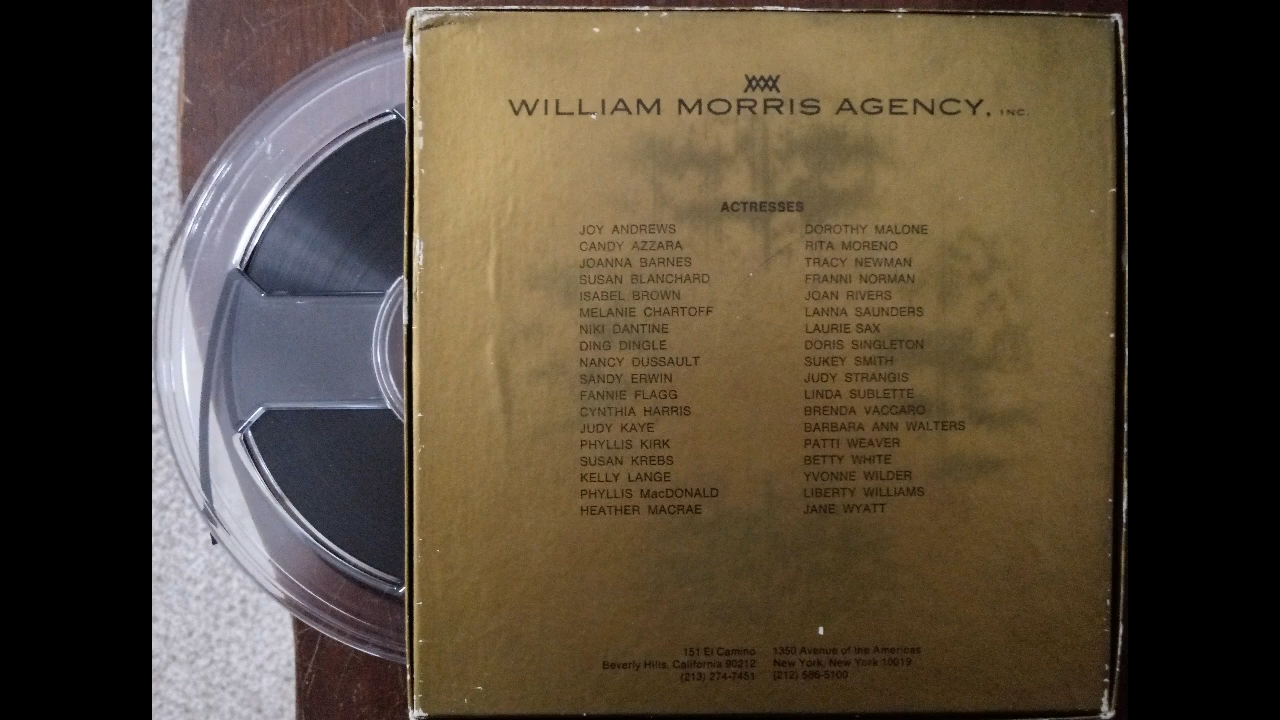 WILLIAM MORRIS AGENCY, INC.
ACTRESSES
JOY ANDREWS
CANDY AZZARA
JOANNA BARNES
SUSAN BLANCHARD
ISABEL BROWN
MELANIE CHARTOFF
NIKI DANTINE
DING DINGLE
NANCY DUSSAULT
SANDY ERWIN
FANNIE FLAGG
CYNTHIA HARRIS
JUDY KAYE
PHYLLIS KIRK
SUSAN KREBS
KELLY LANGE
PHYLLIS MacDONALD
HEATHER MACRAE
DOROTHY MALONE
RITA MORENO
TRACY NEWMAN
FRANNI NORMAN
JOAN RIVERS
LANNA SAUNDERS
LAURIE SAX
DORIS SINGLETON
SUKEY SMITH
JUDY STRANGIS
LINDA SUBLETTE
BRENDA VACCARO
BARBARA ANN WALTERS
PATTI WEAVER
BETTY WHITE
YVONNE WILDER
LIBERTY WILLIAMS
JANE WYATT
151 El Camino
Beverly Hills, California 90212
(213) 274-7451
1350 Avenue of the Americas
New York, New York 10019
(212) 586-5100